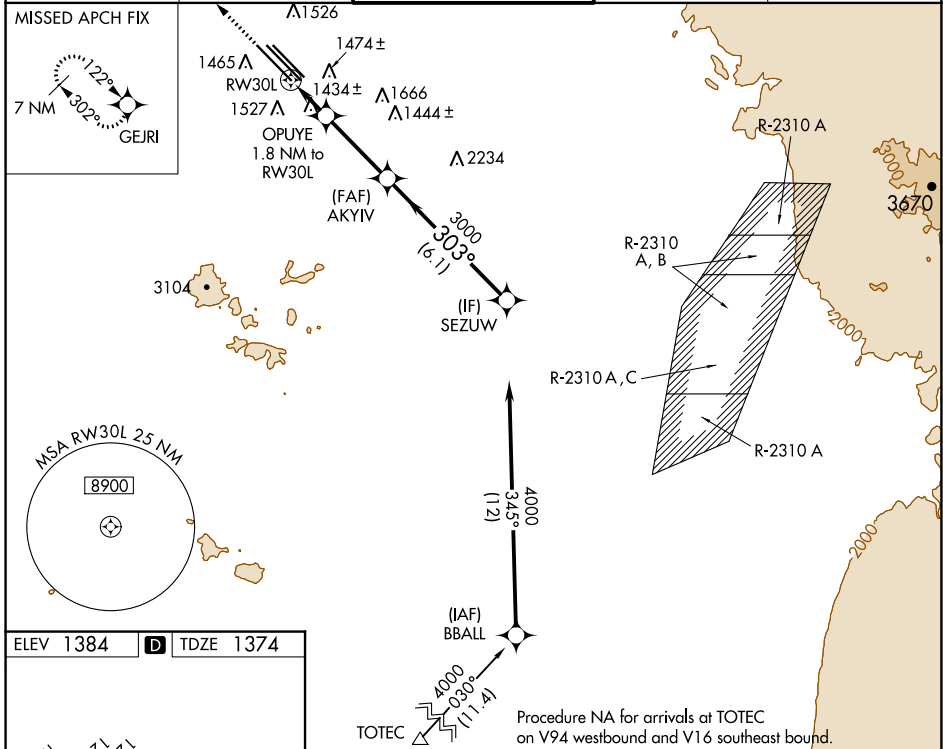 MISSED APCH FIX
7 NM
122°
302°
GEJRI
1526
1474 ±
1465
RW30L
1434 ±
1666
1527
1444 ±
OPUYE
1.8 NM to
RW30L
2234
(FAF)
AKYIV
3000
303°
(6.1)
(IF)
SEZUW
R-2310 A
3000
3670
R-2310
A, B
3104
2000
R-2310 A, C
R-2310 A
MSA RW30L 25 NM
8900
4000
345°
(12)
2000
(IAF)
BBALL
ELEV 1384
D
TDZE 1374
4000
030°
(11.4)
TOTEC
Procedure NA for arrivals at TOTEC
on V94 westbound and V16 southeast bound.